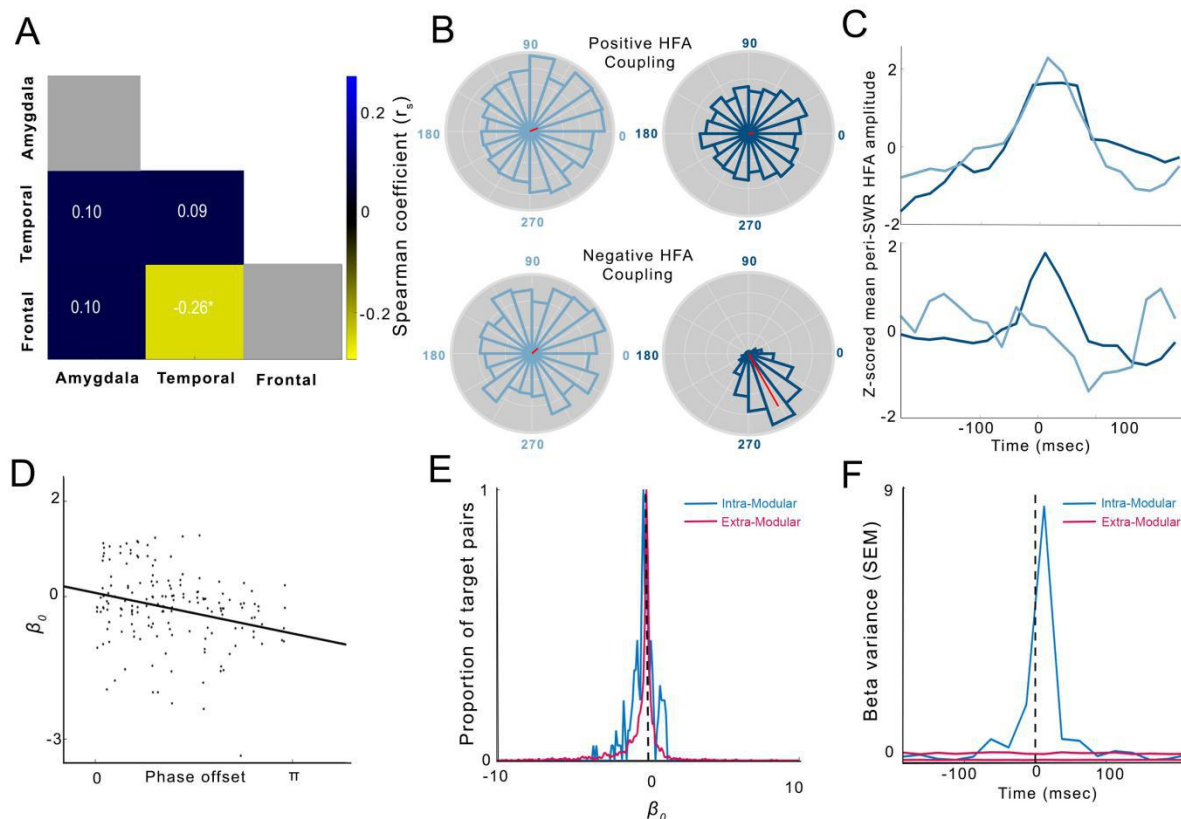 A
Amygdala
Temporal
Frontal
0.10
0.09
0.10
-0.26*
Amygdala
Temporal
Frontal
0.2
0
-0.2
Spearman coefficient (rs)
B
Positive HFA
Coupling
90
180
0
270
90
180
0
270
Negative HFA
Coupling
90
180
0
270
90
180
0
270
C
Z-scored mean peri-SWR HFA amplitude
2
0
-2
2
0
-2
-100
0
100
Time (msec)
D
β0
2
0
-3
0
Phase offset
π
E
Proportion of target pairs
1
0
Intra-Modular
Extra-Modular
-10
0
10
β0
F
Beta variance (SEM)
9
0
Intra-Modular
Extra-Modular
-100
0
100
Time (msec)